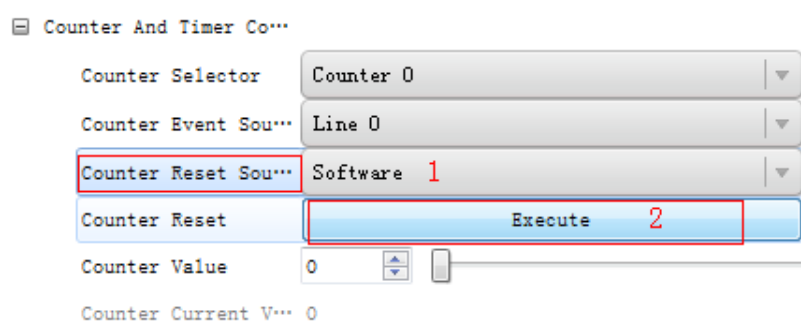 Counter And Timer Co…
Counter Selector Counter 0
Counter Event Sou… Line 0
Counter Reset Sou… Software 1
Counter Reset Execute 2
Counter Value 0
Counter Current V… 0